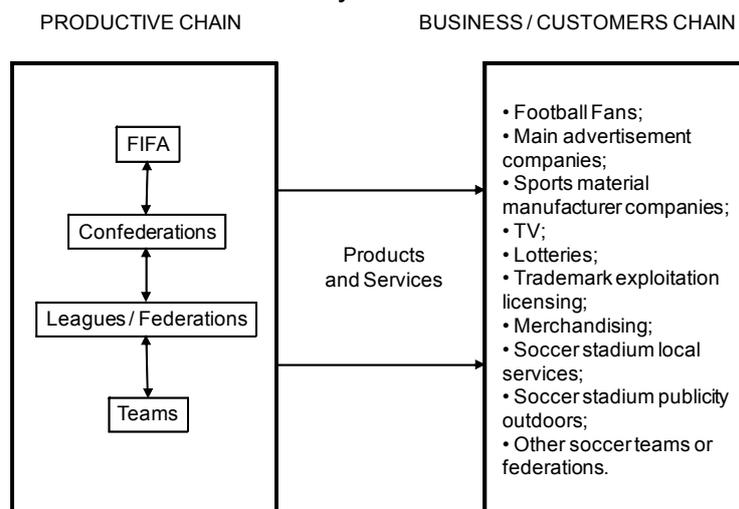 PRODUCTIVE CHAIN
BUSINESS / CUSTOMERS CHAIN
FIFA
Confederations
Leagues / Federations
Teams
Products
and Services
• Football Fans;
• Main advertisement
companies;
• Sports material
manufacturer companies;
• TV;
• Lotteries;
• Trademark exploitation
licensing;
• Merchandising;
• Soccer stadium local
services;
• Soccer stadium publicity
outdoors;
• Other soccer teams or
federations.